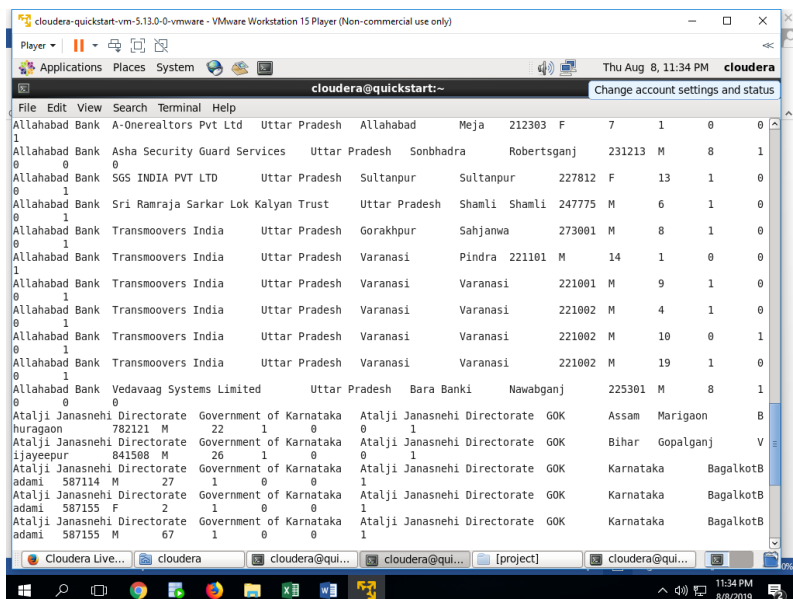 cloudera-quickstart-vm-5.13.0-0-vmware - VMware Workstation 15 Player (Non-commercial use only)
Player
Applications Places System Thu Aug 8, 11:34 PM cloudera
cloudera@quickstart:~
Change account settings and status
File Edit View Search Terminal Help
Allahabad Bank A-Onerealtors Pvt Ltd Uttar Pradesh Allahabad Meja 212303 F 7 1 0 0
1
Allahabad Bank Asha Security Guard Services Uttar Pradesh Sonbhadra Robertsganj 231213 M 8 1
0 0 0
Allahabad Bank SGS INDIA PVT LTD Uttar Pradesh Sultanpur Sultanpur 227812 F 13 1 0
0 1
Allahabad Bank Sri Ramraja Sarkar Lok Kalyan Trust Uttar Pradesh Shamli Shamli 247775 M 6 1 0
0 1
Allahabad Bank Transmoovers India Uttar Pradesh Gorakhpur Sahjanwa 273001 M 8 1 0
0 1
Allahabad Bank Transmoovers India Uttar Pradesh Varanasi Pindra 221101 M 14 1 0 0
1
Allahabad Bank Transmoovers India Uttar Pradesh Varanasi Varanasi 221001 M 9 1 0
0 1
Allahabad Bank Transmoovers India Uttar Pradesh Varanasi Varanasi 221002 M 4 1 0
0 1
Allahabad Bank Transmoovers India Uttar Pradesh Varanasi Varanasi 221002 M 10 0 1
0 1
Allahabad Bank Transmoovers India Uttar Pradesh Varanasi Varanasi 221002 M 19 1 0
0 1
Allahabad Bank Vedavaag Systems Limited Uttar Pradesh Bara Banki Nawabganj 225301 M 8 1
0 0 0
Atalji Janasnehi Directorate Government of Karnataka Atalji Janasnehi Directorate GOK Assam Marigaon B
huragaon 782121 M 22 1 0 0 1
Atalji Janasnehi Directorate Government of Karnataka Atalji Janasnehi Directorate GOK Bihar Gopalganj V
ijayeepur 841508 M 26 1 0 0 1
Atalji Janasnehi Directorate Government of Karnataka Atalji Janasnehi Directorate GOK Karnataka BagalkotB
adami 587114 M 27 1 0 0 1
Atalji Janasnehi Directorate Government of Karnataka Atalji Janasnehi Directorate GOK Karnataka BagalkotB
adami 587155 F 2 1 0 0 1
Atalji Janasnehi Directorate Government of Karnataka Atalji Janasnehi Directorate GOK Karnataka BagalkotB
adami 587155 M 67 1 0 0 1
Cloudera Live... cloudera cloudera@qui... cloudera@qui... [project] cloudera@qui...
11:34 PM
8/8/2019